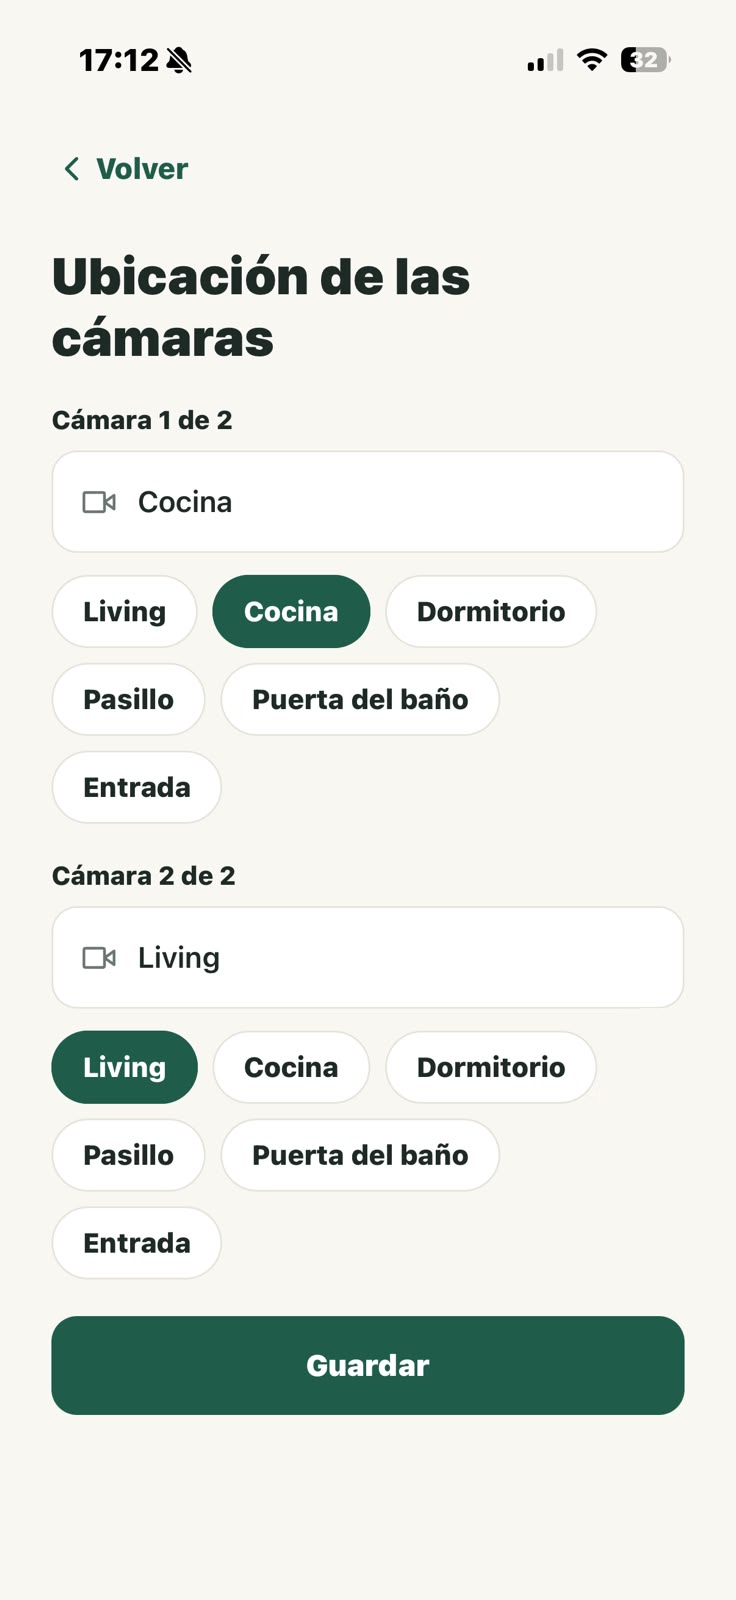 17:12
32
Volver
Ubicación de las
cámaras
Cámara 1 de 2
Cocina
Living Cocina Dormitorio
Pasillo Puerta del baño
Entrada
Cámara 2 de 2
Living
Living Cocina Dormitorio
Pasillo Puerta del baño
Entrada
Guardar